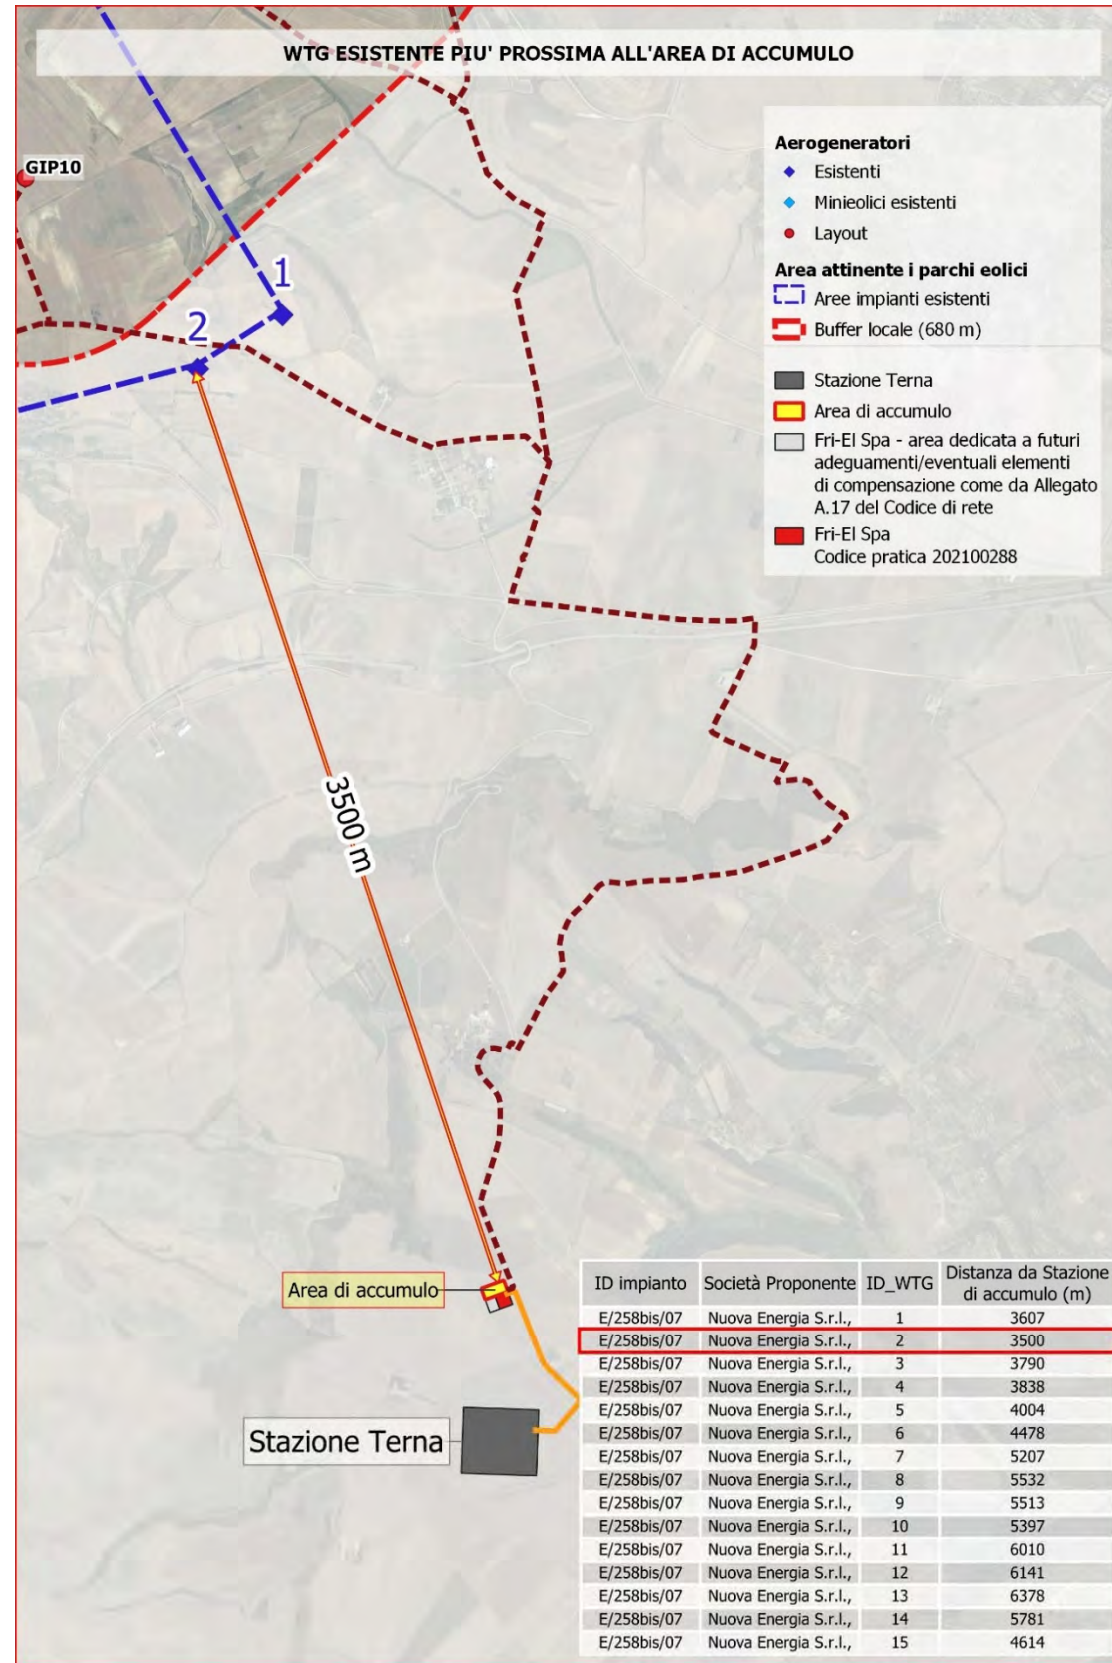 WTG ESISTENTE PIU' PROSSIMA ALL'AREA DI ACCUMULO
GIP10
Aerogeneratori
Esistenti
Minieolici esistenti
Layout
Area attinente i parchi eolici
Aree impianti esistenti
Buffer locale (680 m)
Stazione Terna
Area di accumulo
Fri-El Spa - area dedicata a futuri
adeguamenti/eventuali elementi
di compensazione come da Allegato
A.17 del Codice di rete
Fri-El Spa
Codice pratica 202100288
1
2
3500 m
Area di accumulo
Stazione Terna
ID impianto Società Proponente ID_WTG Distanza da Stazione
di accumulo (m)
E/258bis/07 Nuova Energia S.r.l., 1 3607
E/258bis/07 Nuova Energia S.r.l., 2 3500
E/258bis/07 Nuova Energia S.r.l., 3 3790
E/258bis/07 Nuova Energia S.r.l., 4 3838
E/258bis/07 Nuova Energia S.r.l., 5 4004
E/258bis/07 Nuova Energia S.r.l., 6 4478
E/258bis/07 Nuova Energia S.r.l., 7 5207
E/258bis/07 Nuova Energia S.r.l., 8 5532
E/258bis/07 Nuova Energia S.r.l., 9 5513
E/258bis/07 Nuova Energia S.r.l., 10 5397
E/258bis/07 Nuova Energia S.r.l., 11 6010
E/258bis/07 Nuova Energia S.r.l., 12 6141
E/258bis/07 Nuova Energia S.r.l., 13 6378
E/258bis/07 Nuova Energia S.r.l., 14 5781
E/258bis/07 Nuova Energia S.r.l., 15 4614